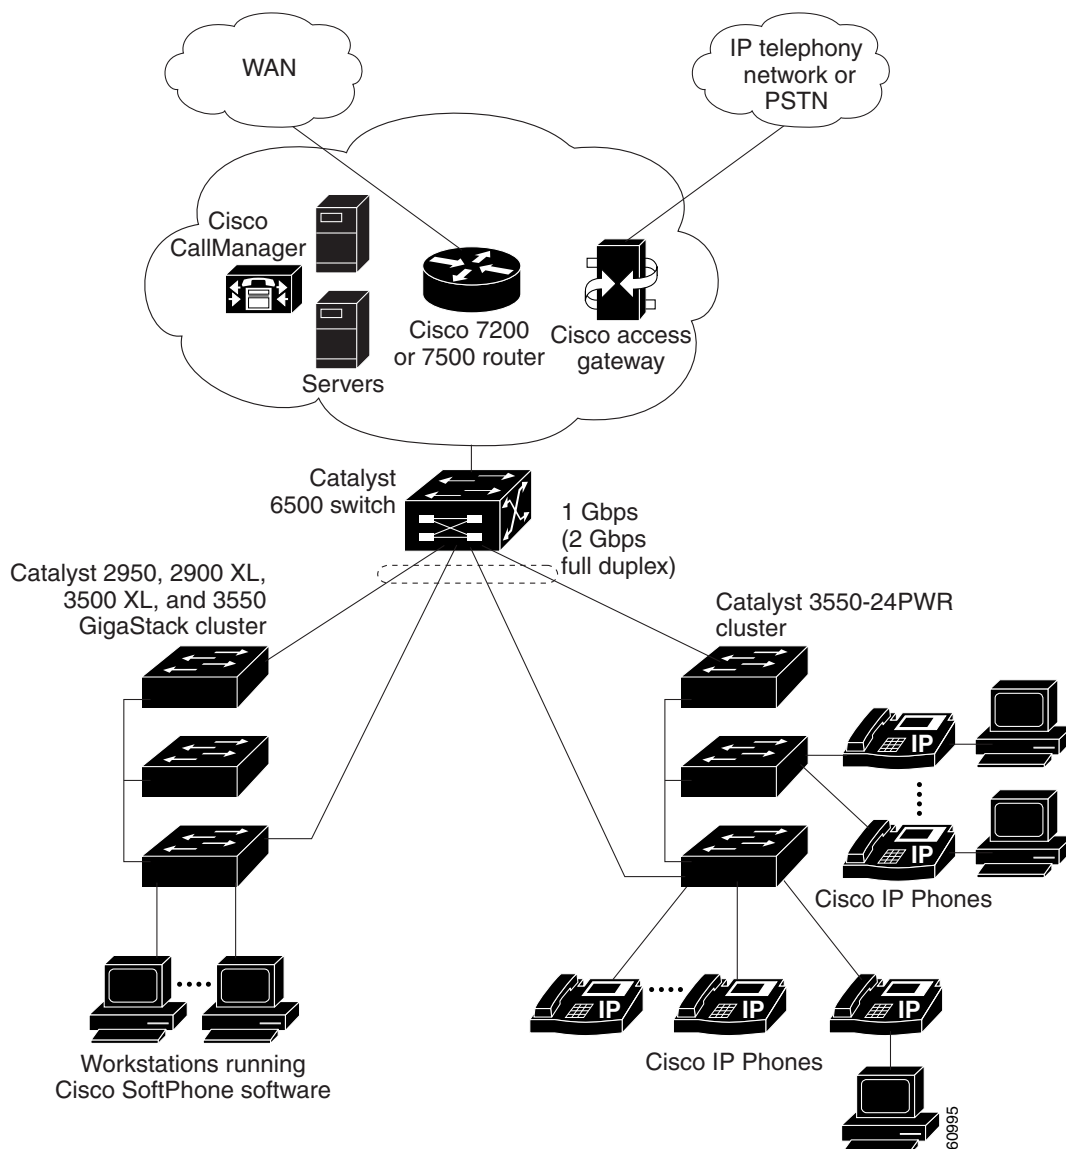 WAN
IP telephony
network or
PSTN
Cisco
CallManager
Servers
Cisco 7200
or 7500 router
Cisco access
gateway
Catalyst
6500 switch
1 Gbps
(2 Gbps
full duplex)
Catalyst 2950, 2900 XL,
3500 XL, and 3550
GigaStack cluster
Catalyst 3550-24PWR
cluster
IP
IP
Cisco IP Phones
IP
IP
IP
Cisco IP Phones
Workstations running
Cisco SoftPhone software
60995